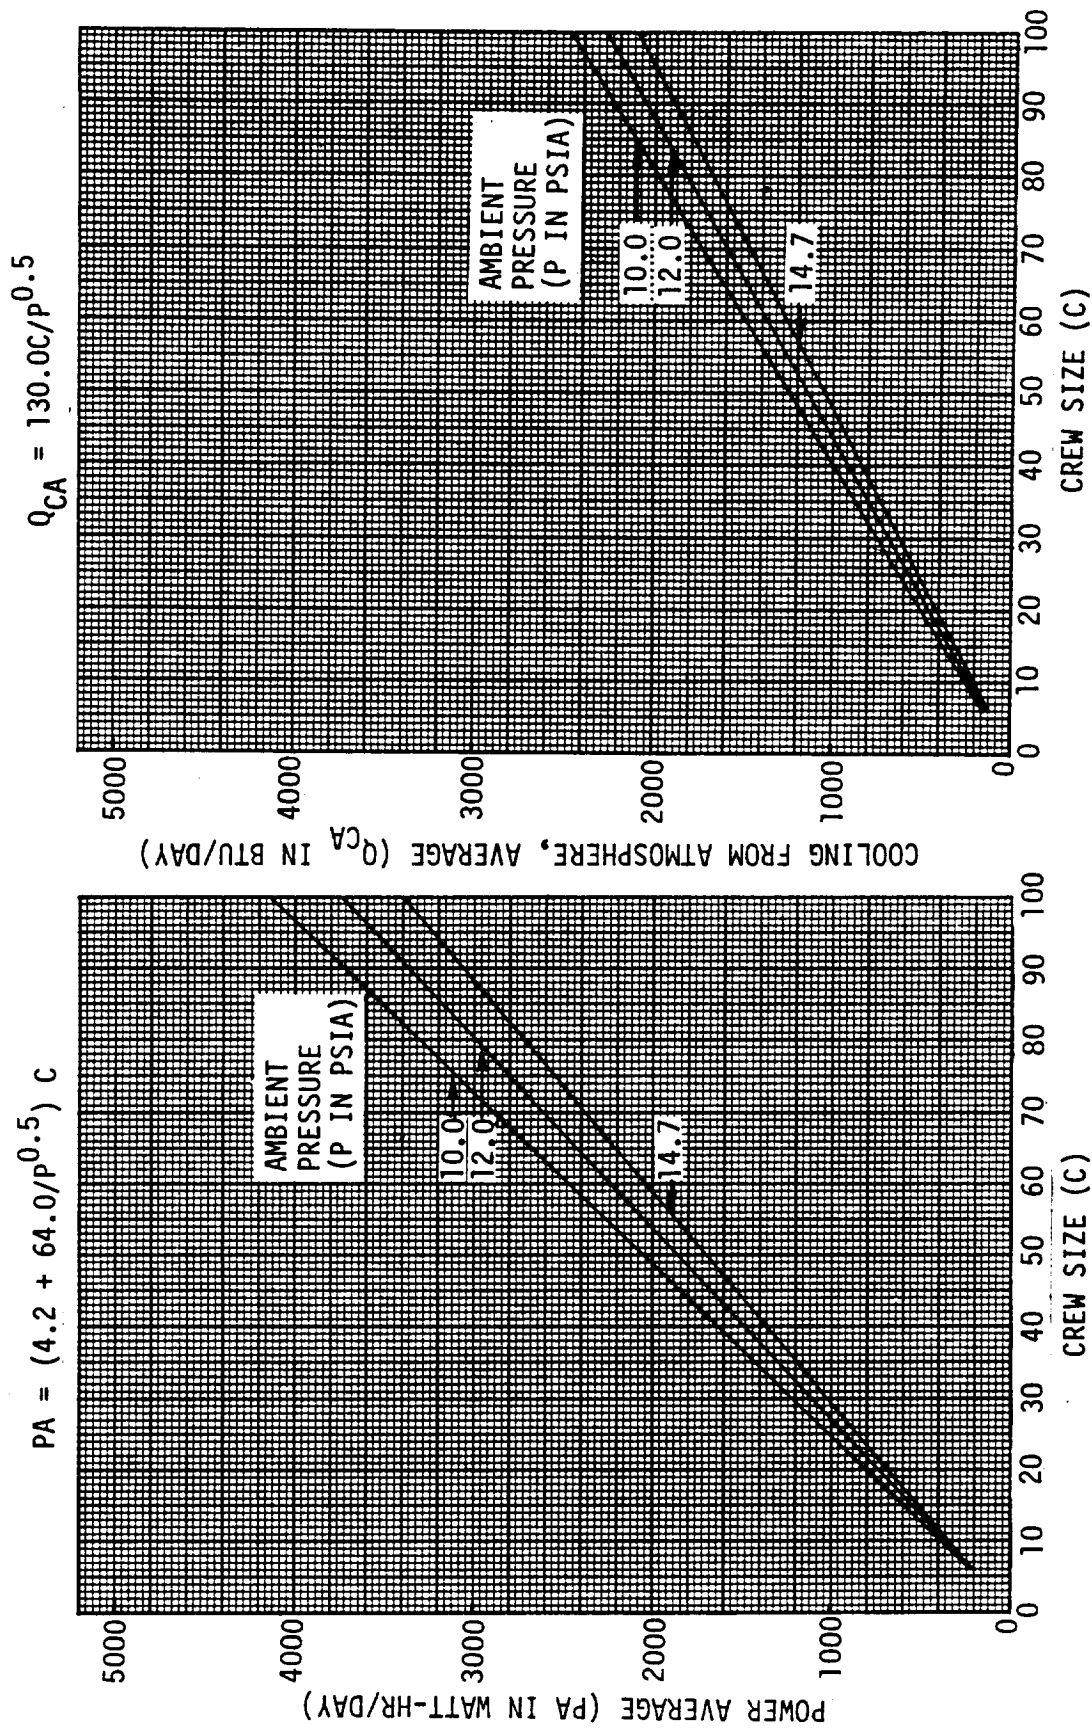 PA = (4.2 + 64.0/P^0.5) C
POWER AVERAGE (PA IN WATT-HR/DAY)
5000
4000
3000
2000
1000
0
AMBIENT
PRESSURE
(P IN PSIA)
10.0
12.0
14.7
0 10 20 30 40 50 60 70 80 90 100
CREW SIZE (C)
Q_CA = 130.0C/P^0.5
COOLING FROM ATMOSPHERE, AVERAGE (Q_CA IN BTU/DAY)
5000
4000
3000
2000
1000
0
AMBIENT
PRESSURE
(P IN PSIA)
10.0
12.0
14.7
0 10 20 30 40 50 60 70 80 90 100
CREW SIZE (C)